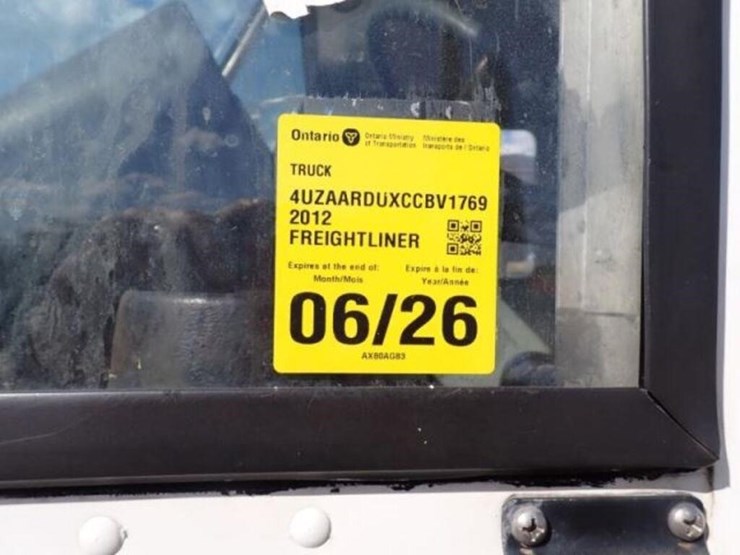 Ontario Ontario Ministry of Transportation Ministère des transports de l'Ontario
TRUCK
4UZAARDUXCCBV1769
2012
FREIGHTLINER
Expires at the end of: Expire à la fin de:
Month/Mois Year/Année
06/26
AX80AG83